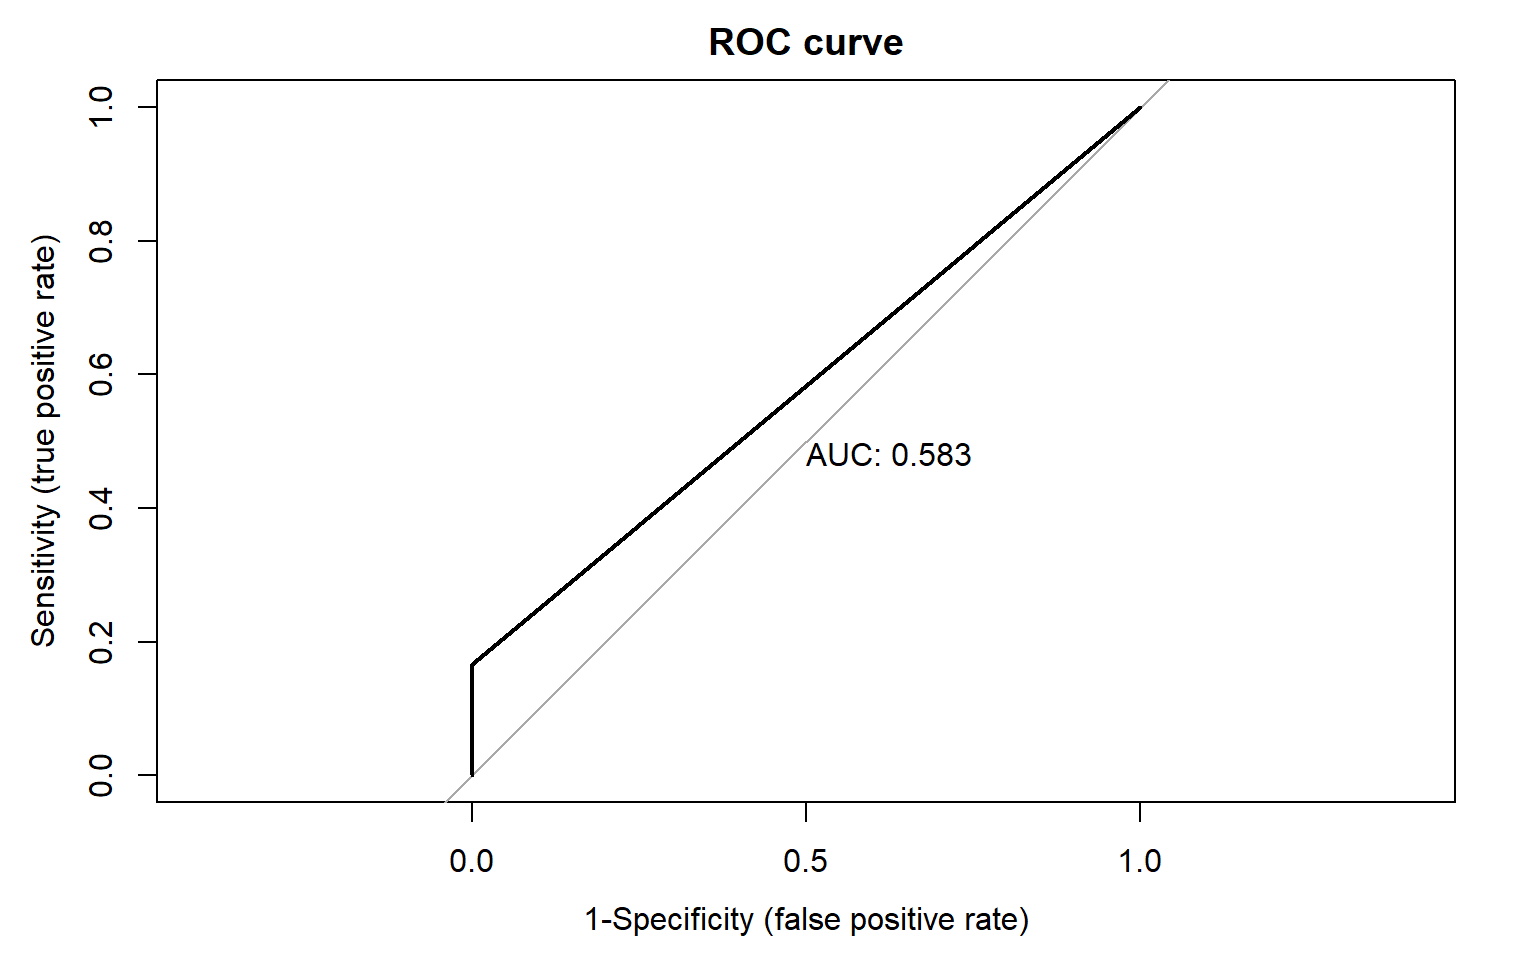 ROC curve
Sensitivity (true positive rate)
1.0
0.8
0.6
0.4
0.2
0.0
AUC: 0.583
0.0 0.5 1.0
1-Specificity (false positive rate)